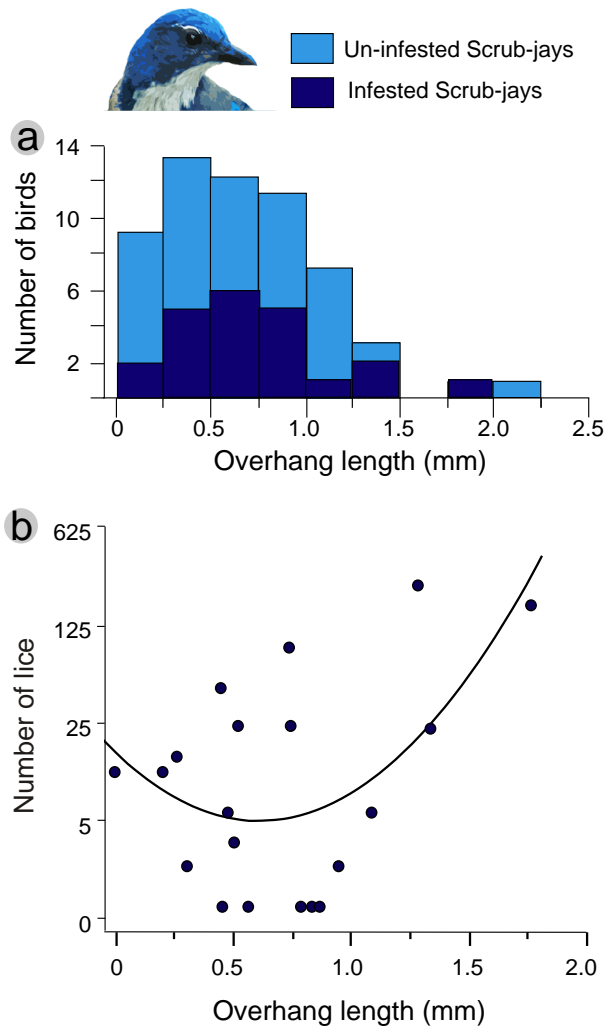 Un-infested Scrub-jays
Infested Scrub-jays
a
Number of birds
14
10
6
2
0 0.5 1.0 1.5 2.0 2.5
Overhang length (mm)
b
Number of lice
625
125
25
5
0
0 0.5 1.0 1.5 2.0
Overhang length (mm)